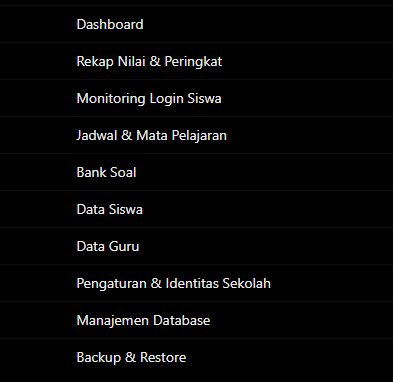 Dashboard
Rekap Nilai & Peringkat
Monitoring Login Siswa
Jadwal & Mata Pelajaran
Bank Soal
Data Siswa
Data Guru
Pengaturan & Identitas Sekolah
Manajemen Database
Backup & Restore